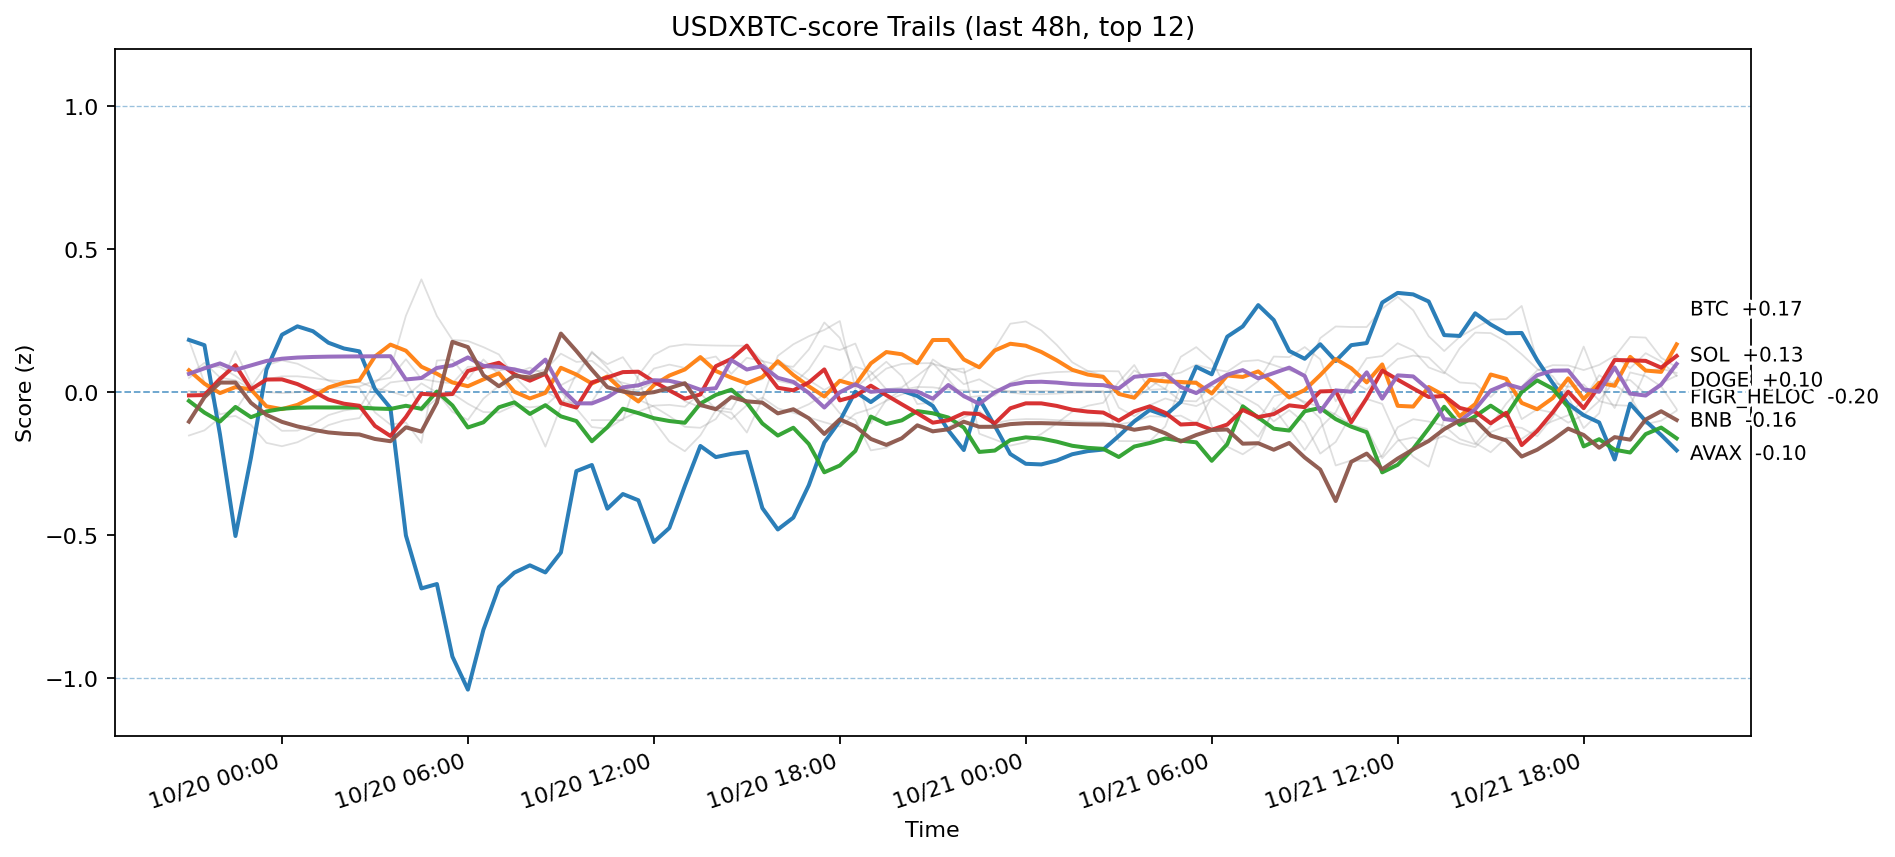 USDXBTC-score Trails (last 48h, top 12)
1.0
0.5
0.0
−0.5
−1.0
Score (z)
BTC +0.17
SOL +0.13
DOGE +0.10
FIGR_HELOC -0.20
BNB -0.16
AVAX -0.10
10/20 00:00
10/20 06:00
10/20 12:00
10/20 18:00
10/21 00:00
10/21 06:00
10/21 12:00
10/21 18:00
Time